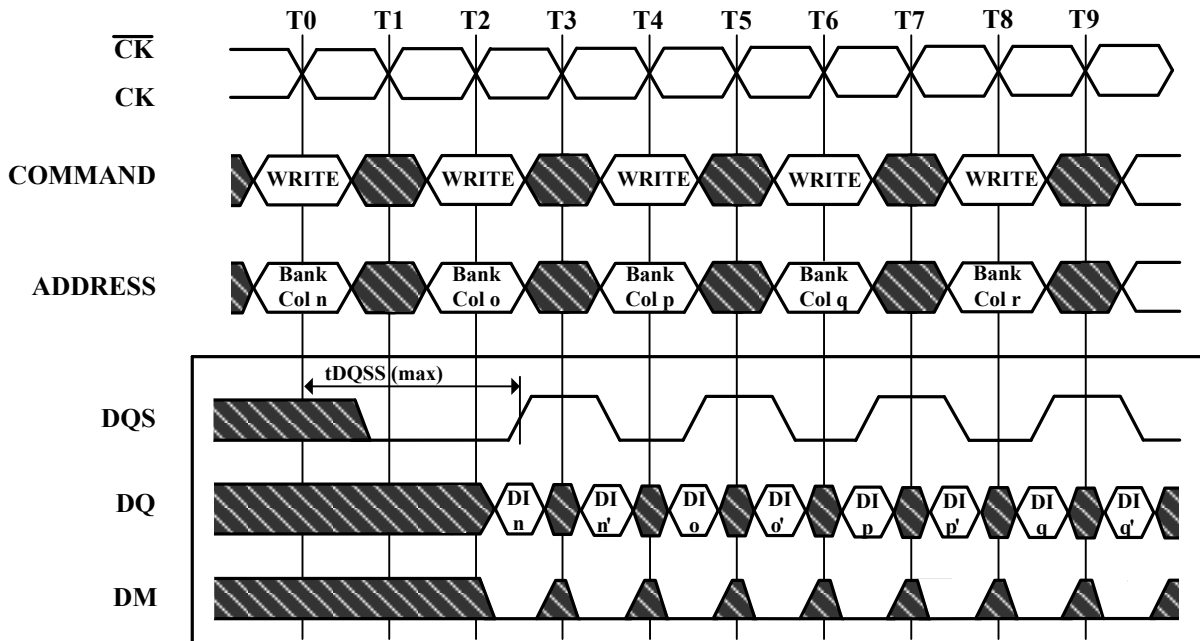 T0 T1 T2 T3 T4 T5 T6 T7 T8 T9
CK
CK
COMMAND WRITE WRITE WRITE WRITE WRITE
ADDRESS
Bank Bank Bank Bank Bank
Col n Col o Col p Col q Col r
tDQSS (max)
DQS
DQ
DI DI DI DI DI DI DI DI
n n' o o' p p' q q'
DM